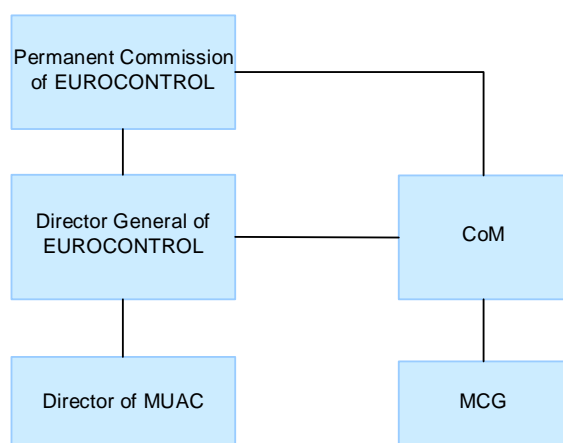 Permanent Commission
of EUROCONTROL
Director General of
EUROCONTROL
CoM
Director of MUAC
MCG